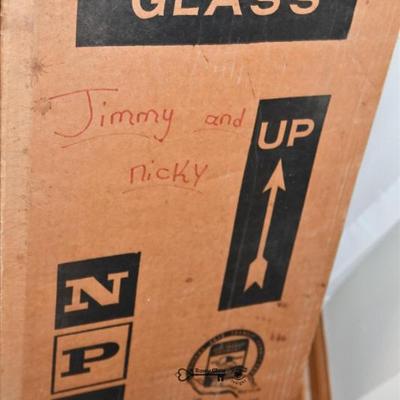 GLASS
Jimmy and
nicky
UP
N
P